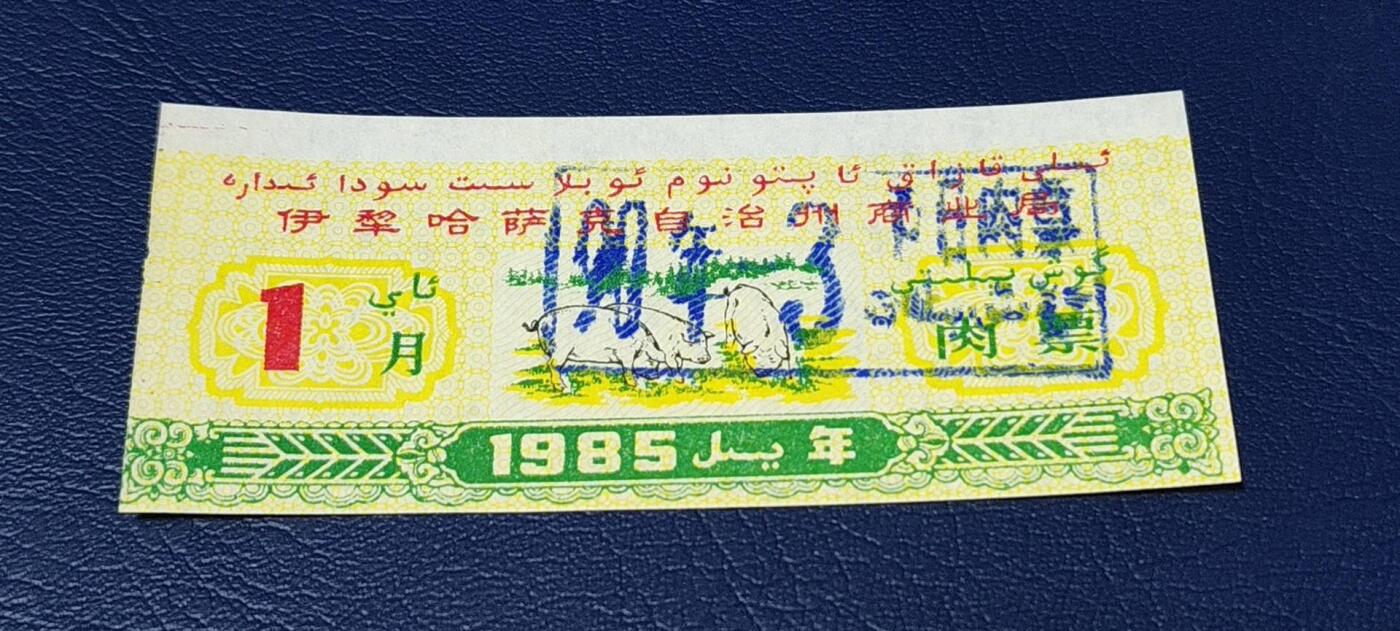 ئىلى قازاق ئاپتونوم ئوبلاست سودا ئىدارە
伊犁哈萨克自治州商业局
1 ئاي
月
گۆش بېلىتى
肉票
1985 يىل 年